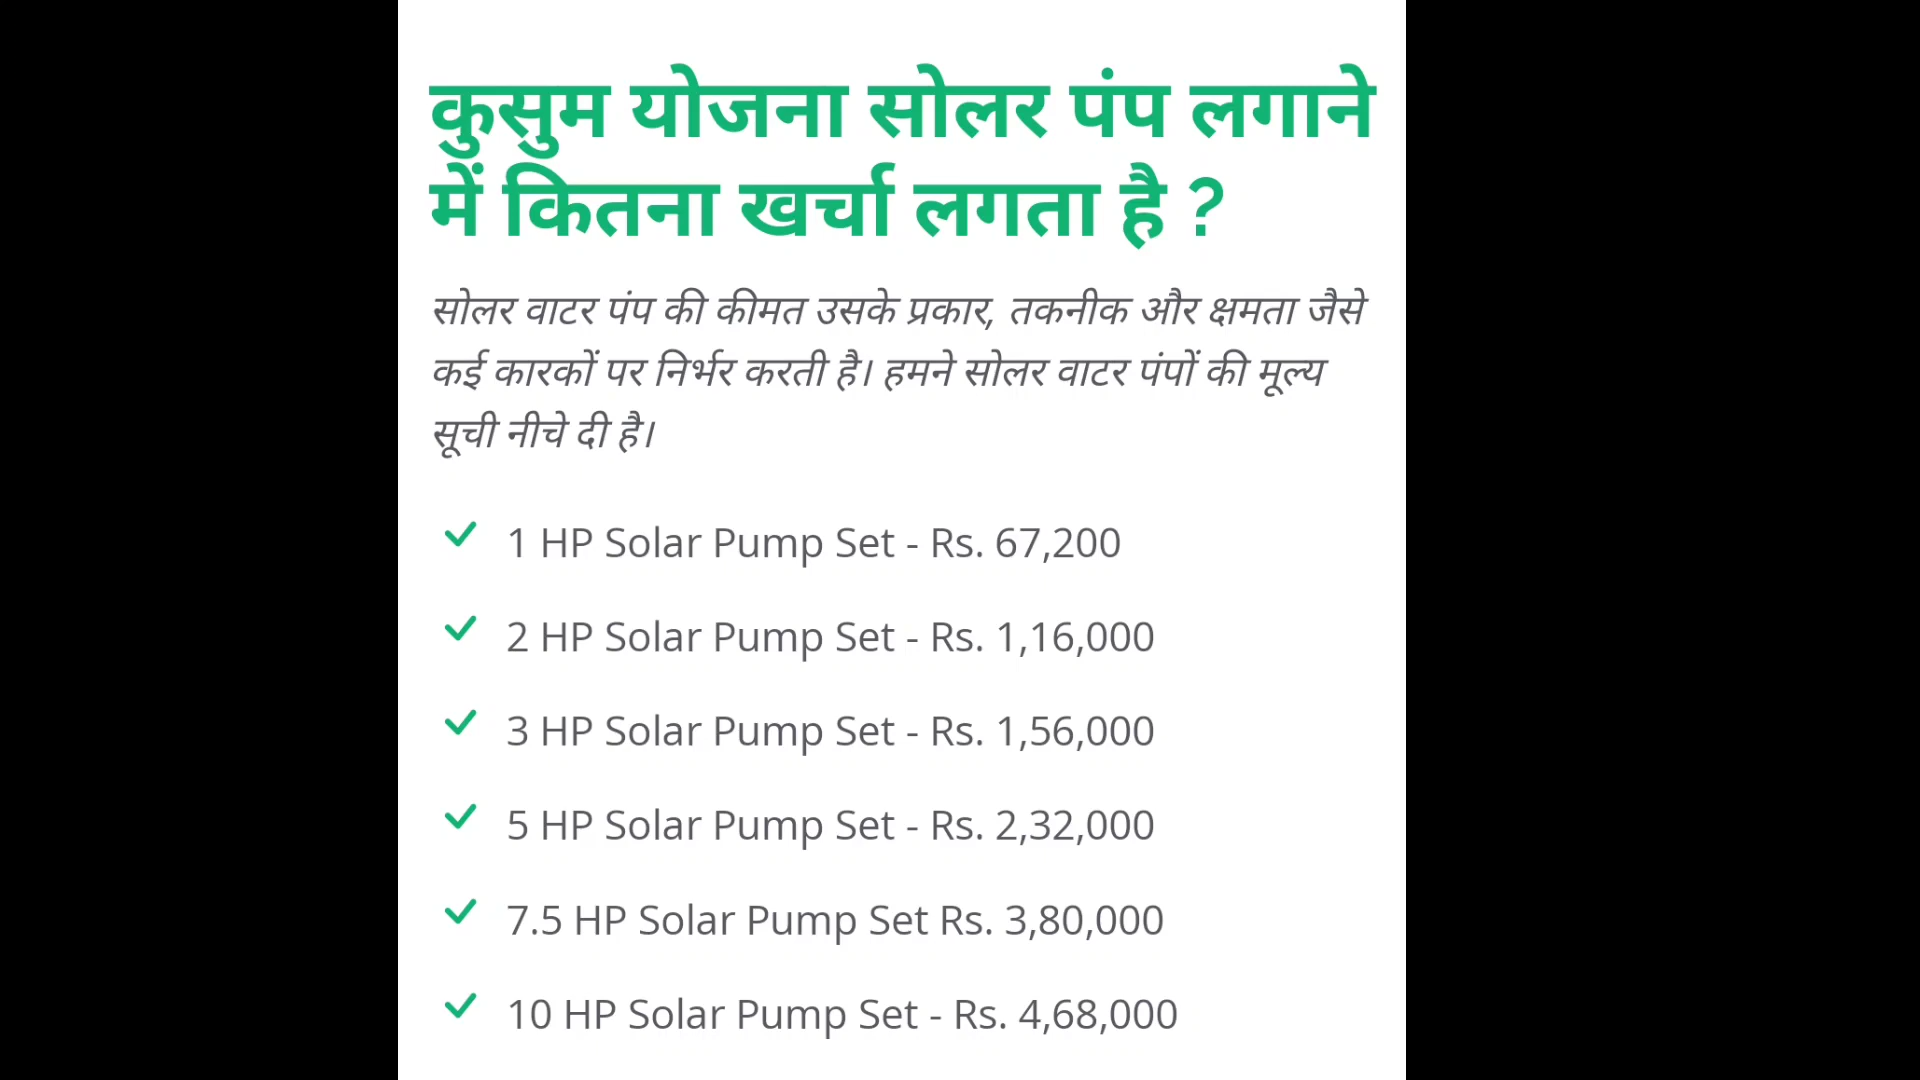 कुसुम योजना सोलर पंप लगाने
में कितना खर्चा लगता है ?
सोलर वाटर पंप की कीमत उसके प्रकार, तकनीक और क्षमता जैसे
कई कारकों पर निर्भर करती है। हमने सोलर वाटर पंपों की मूल्य
सूची नीचे दी है।
1 HP Solar Pump Set - Rs. 67,200
2 HP Solar Pump Set - Rs. 1,16,000
3 HP Solar Pump Set - Rs. 1,56,000
5 HP Solar Pump Set - Rs. 2,32,000
7.5 HP Solar Pump Set Rs. 3,80,000
10 HP Solar Pump Set - Rs. 4,68,000